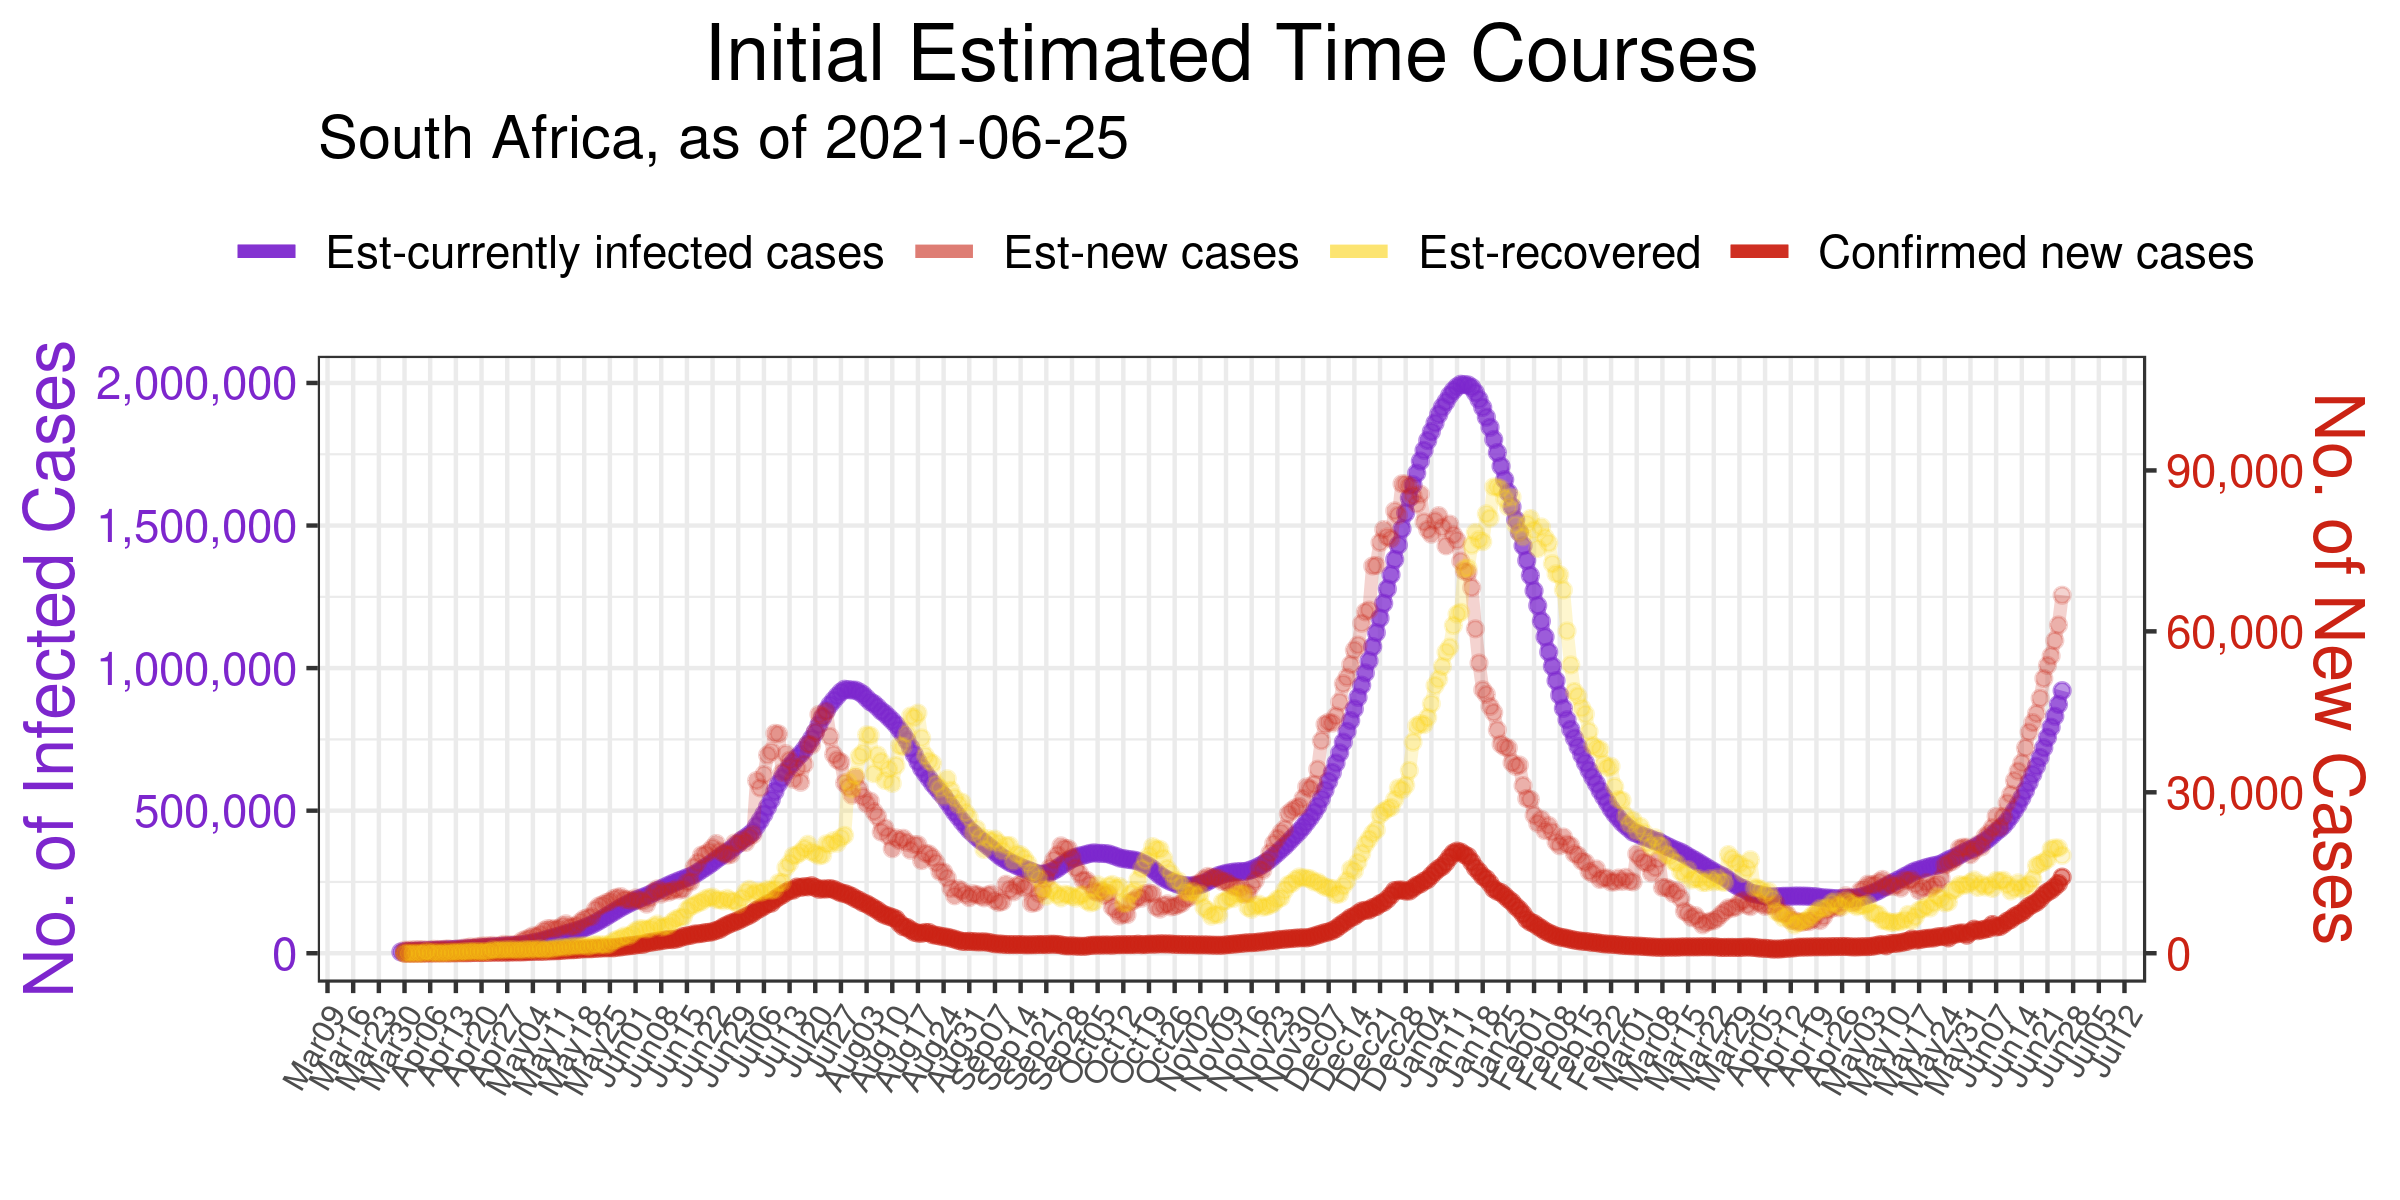 Initial Estimated Time Courses
South Africa, as of 2021-06-25
Est-currently infected cases
Est-new cases
Est-recovered
Confirmed new cases
No. of Infected Cases
2,000,000
1,500,000
1,000,000
500,000
0
90,000
60,000
30,000
0
No. of New Cases
Mar09
Mar16
Mar23
Mar30
Apr06
Apr13
Apr20
Apr27
May04
May11
May18
May25
Jun01
Jun08
Jun15
Jun22
Jun29
Jul06
Jul13
Jul20
Jul27
Aug03
Aug10
Aug17
Aug24
Aug31
Sep07
Sep14
Sep21
Sep28
Oct05
Oct12
Oct19
Oct26
Nov02
Nov09
Nov16
Nov23
Nov30
Dec07
Dec14
Dec21
Dec28
Jan04
Jan11
Jan18
Jan25
Feb01
Feb08
Feb15
Feb22
Mar01
Mar08
Mar15
Mar22
Mar29
Apr05
Apr12
Apr19
Apr26
May03
May10
May17
May24
May31
Jun07
Jun14
Jun21
Jun28
Jul05
Jul12